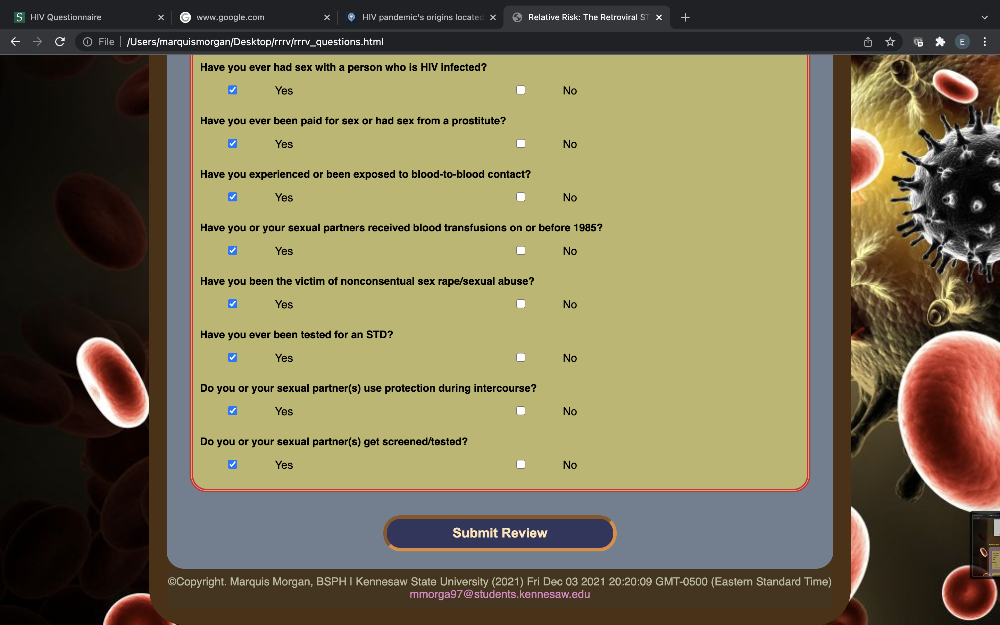 HIV Questionnaire
www.google.com
HIV pandemic's origins located
Relative Risk: The Retroviral ST
File
/Users/marquismorgan/Desktop/rrrv/rrrv_questions.html
E
Have you ever had sex with a person who is HIV infected?
Yes No
Have you ever been paid for sex or had sex from a prostitute?
Yes No
Have you experienced or been exposed to blood-to-blood contact?
Yes No
Have you or your sexual partners received blood transfusions on or before 1985?
Yes No
Have you been the victim of nonconsentual sex rape/sexual abuse?
Yes No
Have you ever been tested for an STD?
Yes No
Do you or your sexual partner(s) use protection during intercourse?
Yes No
Do you or your sexual partner(s) get screened/tested?
Yes No
Submit Review
©Copyright. Marquis Morgan, BSPH | Kennesaw State University (2021) Fri Dec 03 2021 20:20:09 GMT-0500 (Eastern Standard Time)
mmorga97@students.kennesaw.edu